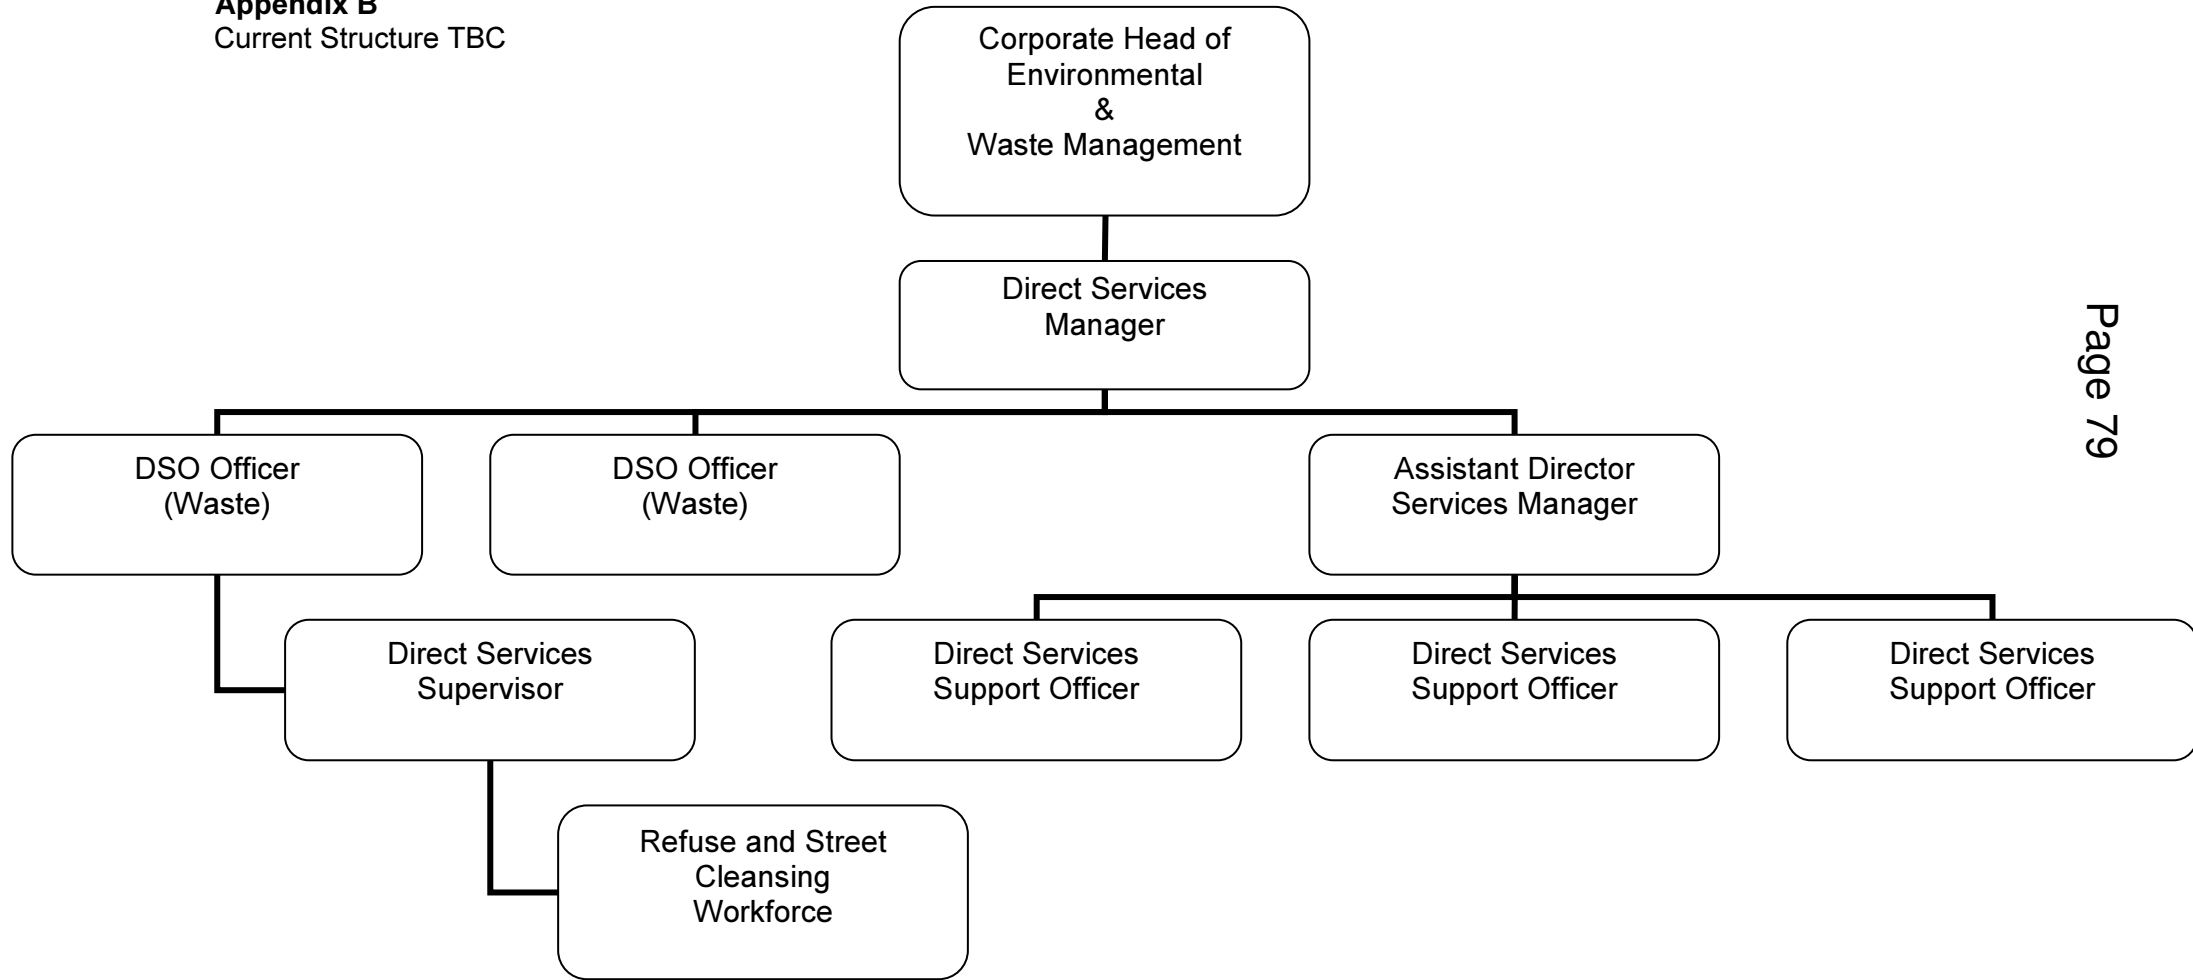 Appendix B
Current Structure TBC
Corporate Head of
Environmental
&
Waste Management
Direct Services
Manager
DSO Officer
(Waste)
DSO Officer
(Waste)
Assistant Director
Services Manager
Direct Services
Supervisor
Direct Services
Support Officer
Direct Services
Support Officer
Direct Services
Support Officer
Refuse and Street
Cleansing
Workforce
Page 79